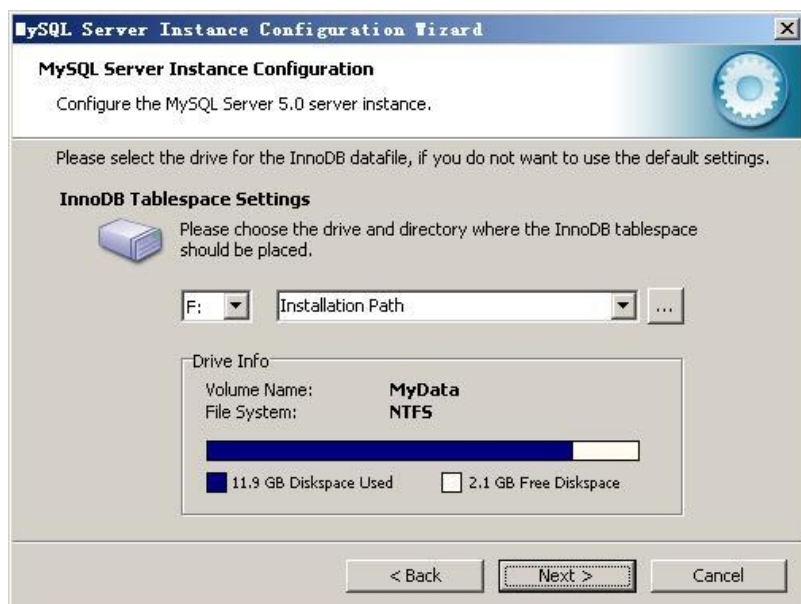 MySQL Server Instance Configuration Wizard
MySQL Server Instance Configuration
Configure the MySQL Server 5.0 server instance.
Please select the drive for the InnoDB datafile, if you do not want to use the default settings.
InnoDB Tablespace Settings
Please choose the drive and directory where the InnoDB tablespace
should be placed.
F: Installation Path ...
Drive Info
Volume Name: MyData
File System: NTFS
11.9 GB Diskspace Used 2.1 GB Free Diskspace
< Back Next > Cancel